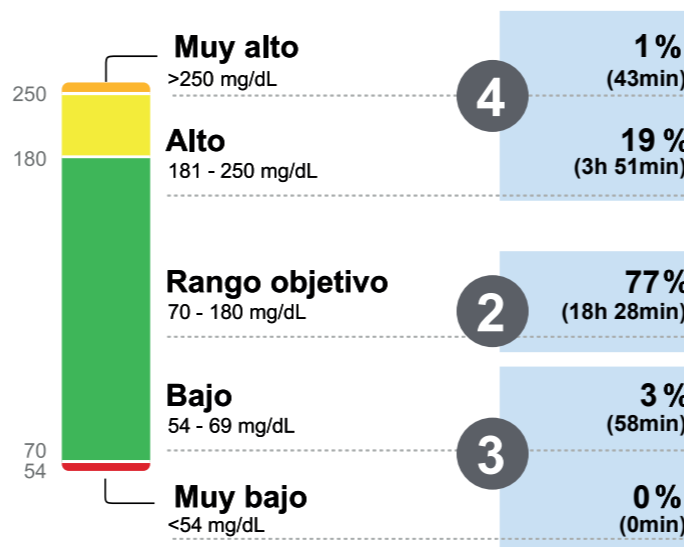 Muy alto
>250 mg/dL
1 %
(43min)
250
4
180
Alto
181 - 250 mg/dL
19 %
(3h 51min)
Rango objetivo
70 - 180 mg/dL
2
77 %
(18h 28min)
Bajo
54 - 69 mg/dL
3 %
(58min)
70
54
3
Muy bajo
<54 mg/dL
0 %
(0min)